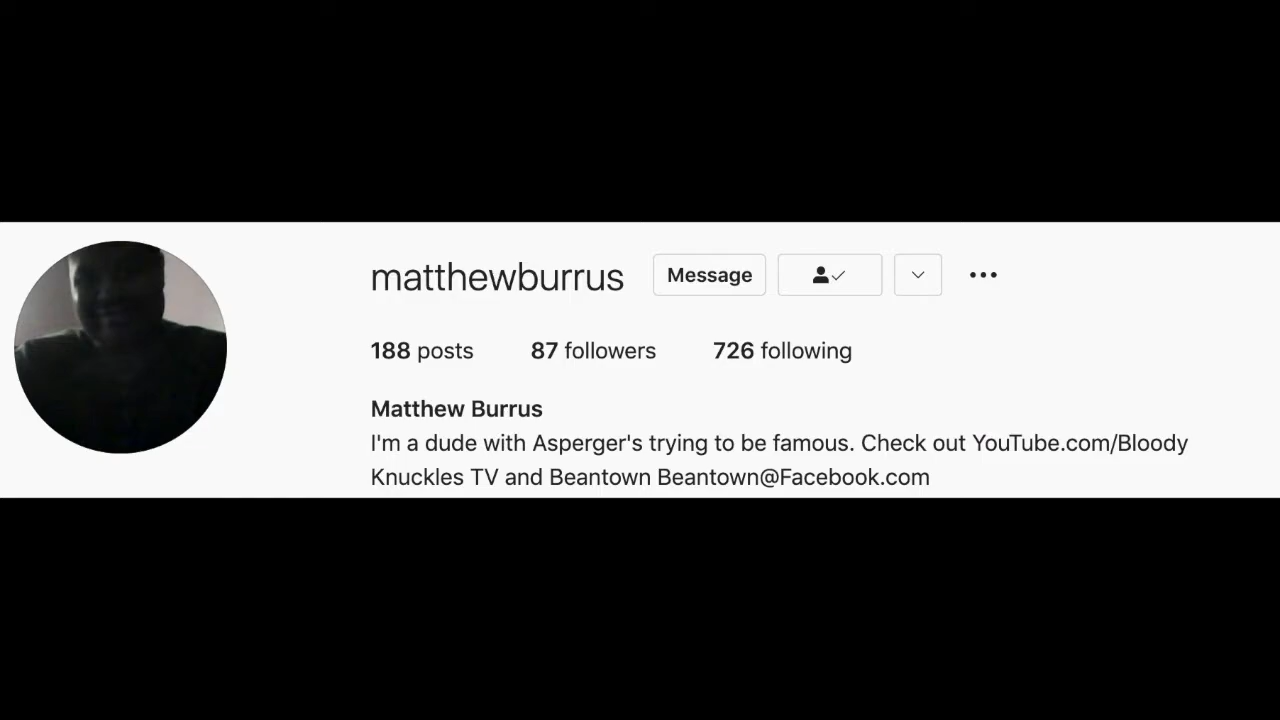 matthewburrus Message
188 posts 87 followers 726 following
Matthew Burrus
I'm a dude with Asperger's trying to be famous. Check out YouTube.com/Bloody
Knuckles TV and Beantown Beantown@Facebook.com